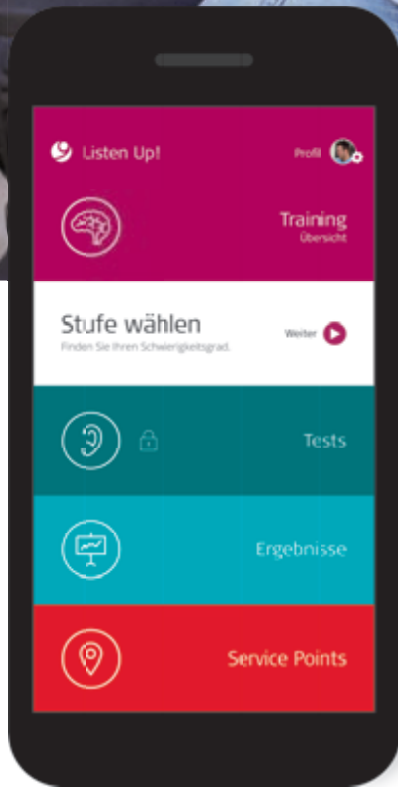 Listen Up!
Profil
Training
Übersicht
Stufe wählen
Finden Sie Ihren Schwierigkeitsgrad.
Weiter
Tests
Ergebnisse
Service Points